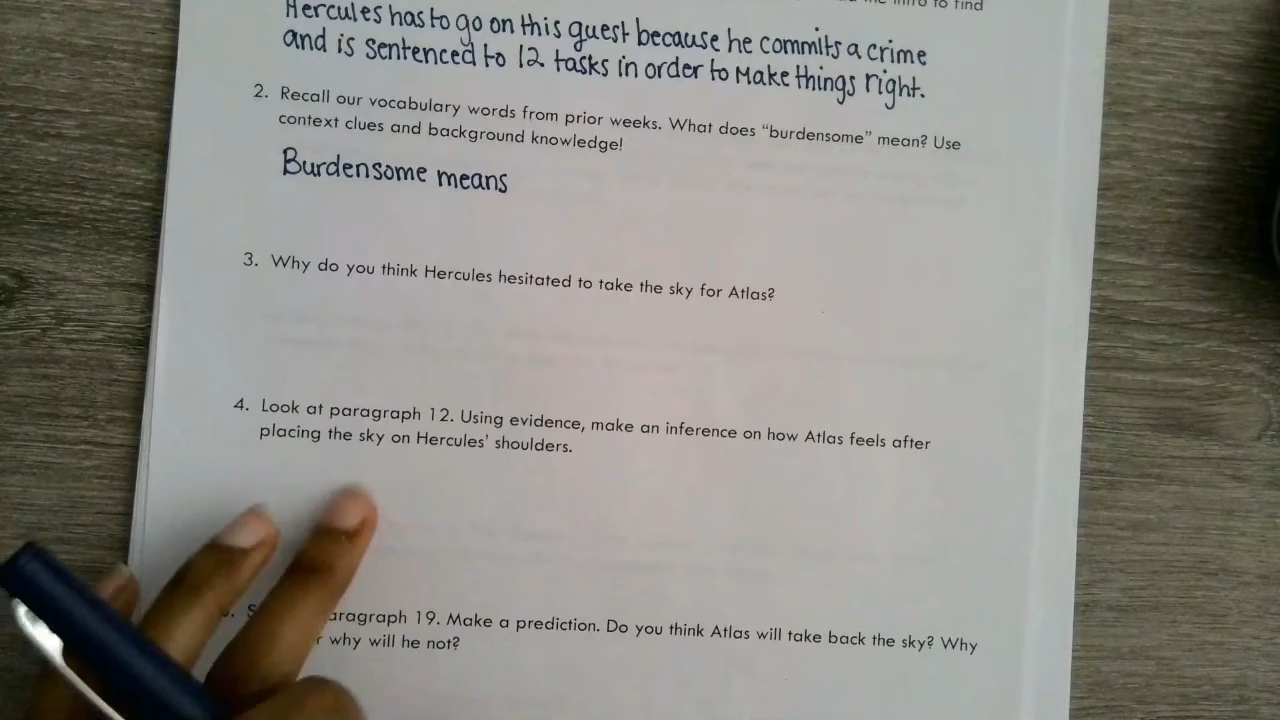 to find
Hercules has to go on this quest because he commits a crime
and is sentenced to 12 tasks in order to Make things right.
2. Recall our vocabulary words from prior weeks. What does "burdensome" mean? Use
context clues and background knowledge!
Burdensome means
3. Why do you think Hercules hesitated to take the sky for Atlas?
4. Look at paragraph 12. Using evidence, make an inference on how Atlas feels after
placing the sky on Hercules' shoulders.
paragraph 19. Make a prediction. Do you think Atlas will take back the sky? Why
why will he not?